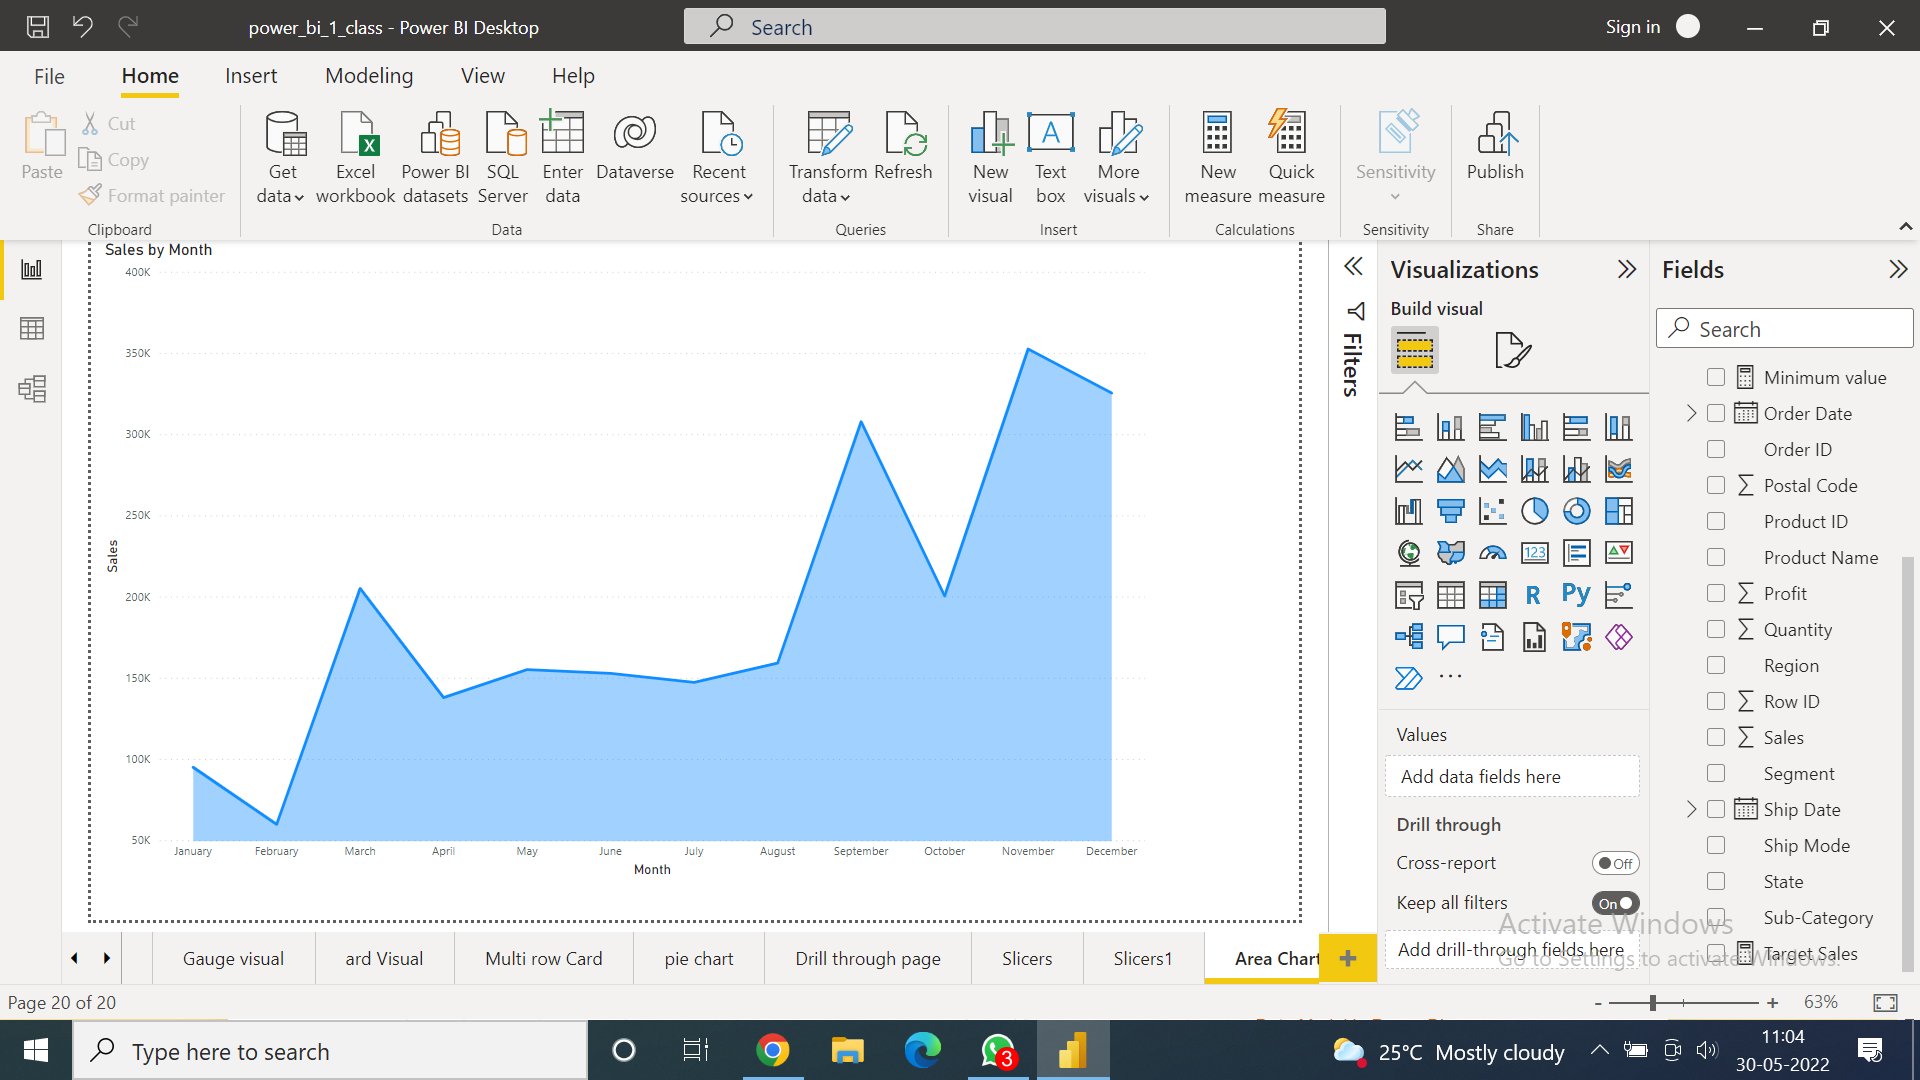 power_bi_1_class - Power BI Desktop
Search
Sign in
File
Home
Insert
Modeling
View
Help
Paste
Cut
Copy
Format painter
Clipboard
Get data
Excel workbook
Power BI datasets
SQL Server
Enter data
Dataverse
Recent sources
Data
Transform data
Refresh
Queries
New visual
A
Text box
More visuals
Insert
New measure
Quick measure
Calculations
Sensitivity
Sensitivity
Publish
Share
Sales by Month
400K
350K
300K
250K
200K
150K
100K
50K
Sales
January
February
March
April
May
June
July
August
September
October
November
December
Month
Filters
Visualizations
Build visual
123
R
Py
...
Values
Add data fields here
Drill through
Cross-report
Off
Keep all filters
On
Add drill-through fields here
Fields
Search
Minimum value
Order Date
Order ID
Postal Code
Product ID
Product Name
Profit
Quantity
Region
Row ID
Sales
Segment
Ship Date
Ship Mode
State
Sub-Category
Target Sales
Activate Windows
Go to Settings to activate Windows.
Gauge visual
ard Visual
Multi row Card
pie chart
Drill through page
Slicers
Slicers1
Area Chart
Page 20 of 20
63%
Type here to search
3
25°C Mostly cloudy
11:04
30-05-2022